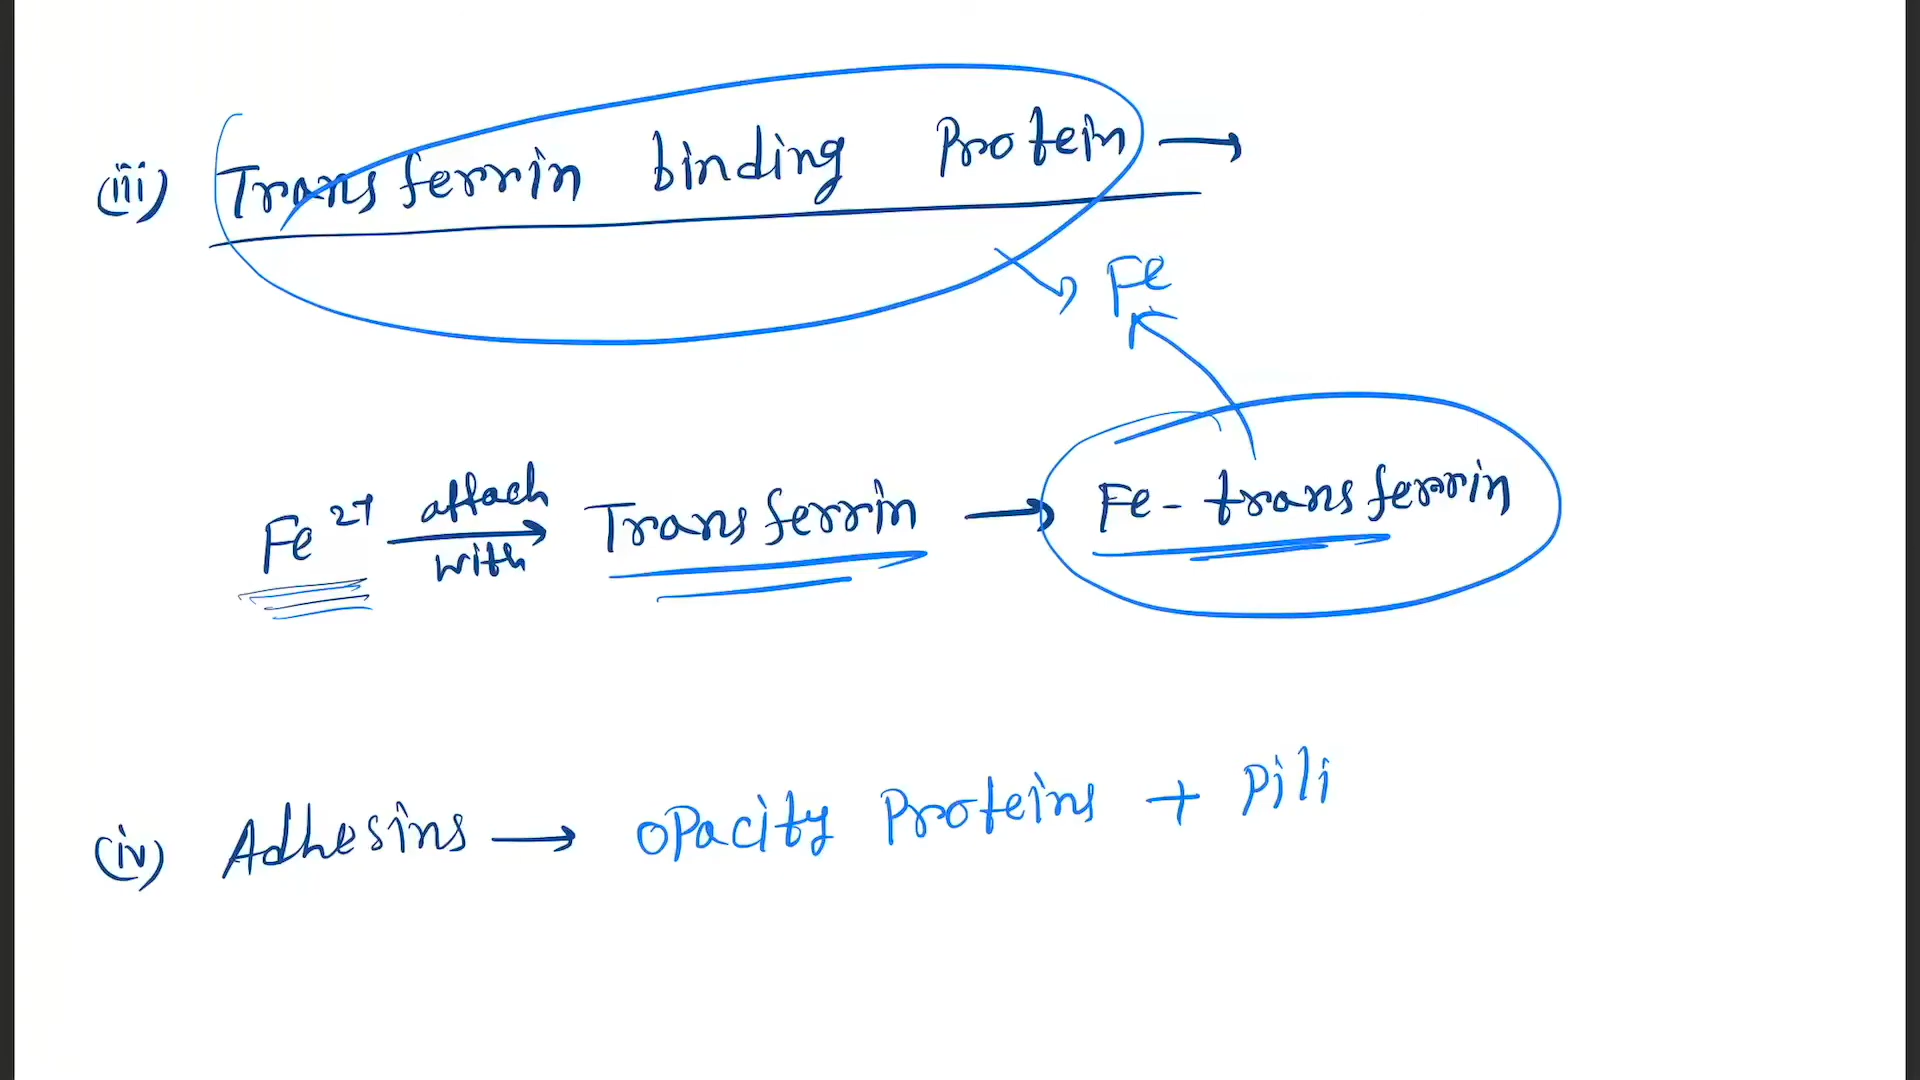 (iii) Transferrin binding Protein →
Fe
Fe²⁺ attach with → Transferrin → Fe-transferrin
(iv) Adhesins → opacity Proteins + Pili